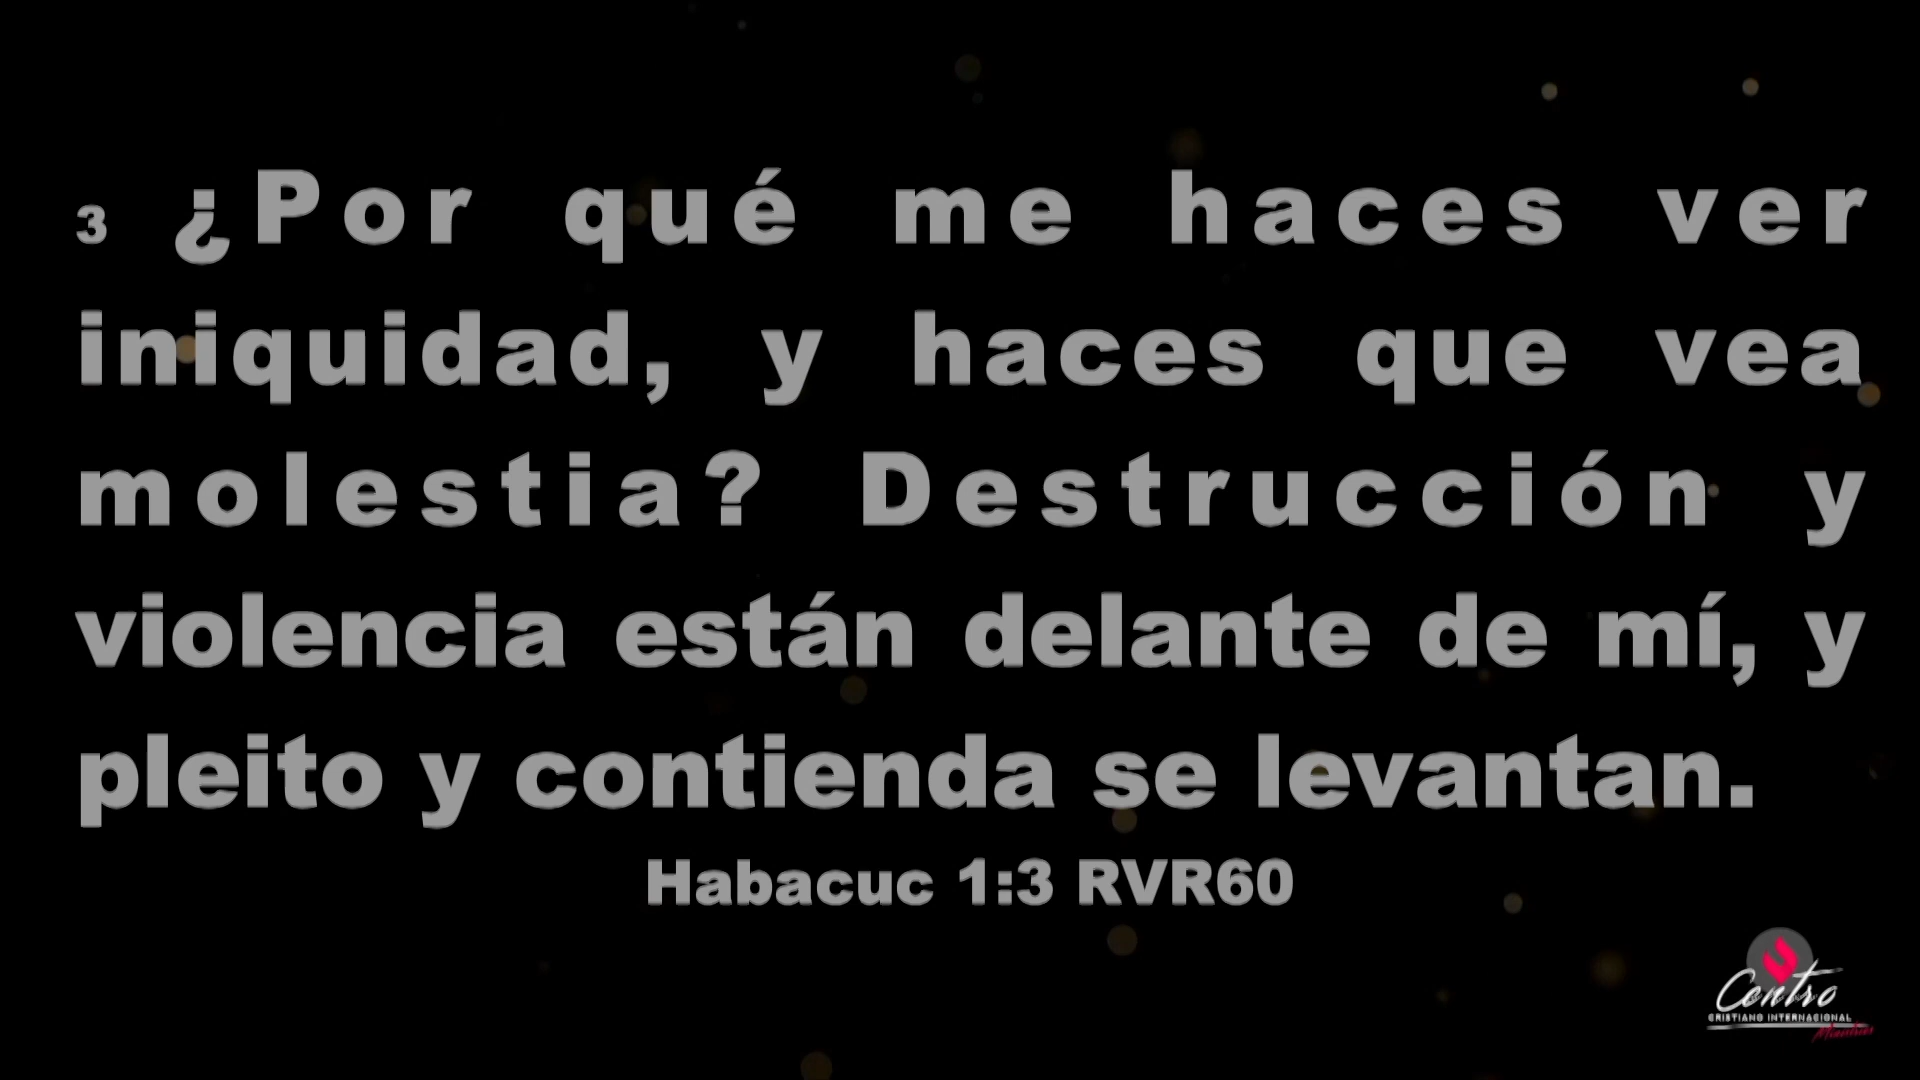 3 ¿Por qué me haces ver
iniquidad, y haces que vea
molestia? Destrucción y
violencia están delante de mí, y
pleito y contienda se levantan.
Habacuc 1:3 RVR60
Centro
CRISTIANO INTERNACIONAL